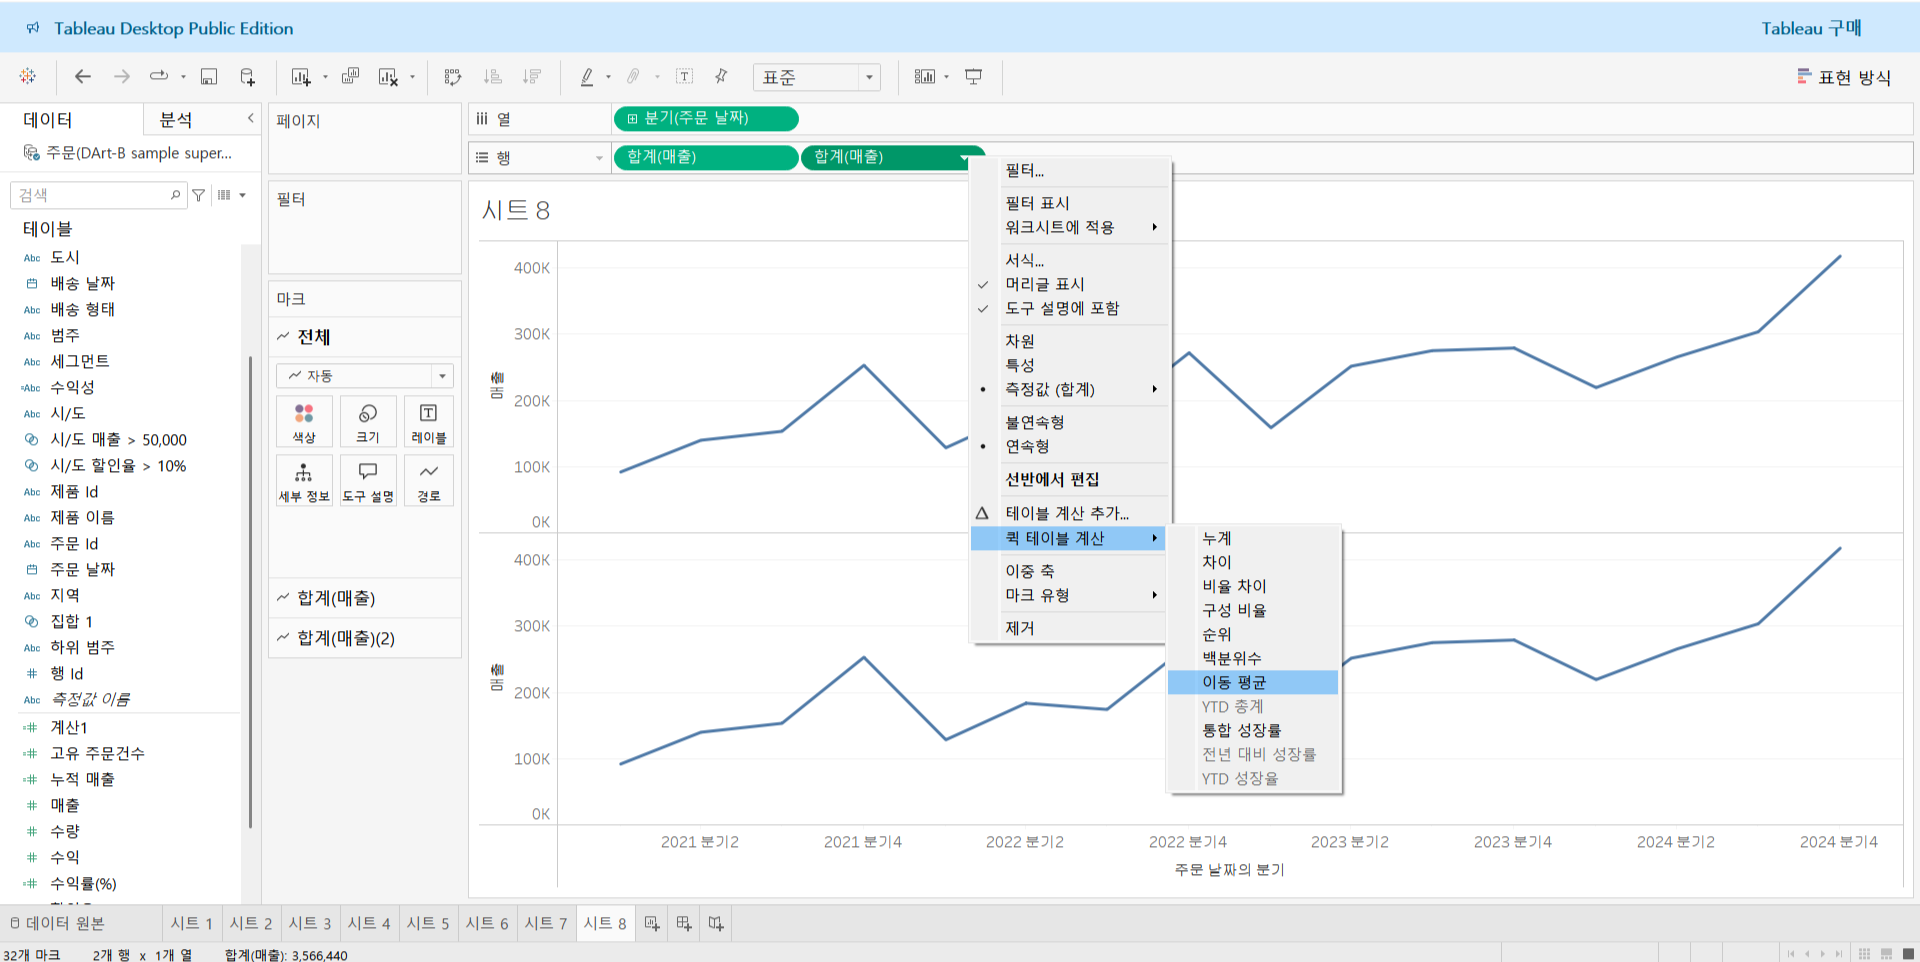 Tableau Desktop Public Edition
Tableau 구매
표준
표현 방식
데이터
분석
주문(DArt-B sample super...
검색
테이블
Abc 도시
배송 날짜
Abc 배송 형태
Abc 범주
Abc 세그먼트
=Abc 수익성
Abc 시/도
시/도 매출 > 50,000
시/도 할인율 > 10%
Abc 제품 Id
Abc 제품 이름
Abc 주문 Id
주문 날짜
Abc 지역
집합 1
Abc 하위 범주
# 행 Id
Abc 측정값 이름
=# 계산1
=# 고유 주문건수
=# 누적 매출
# 매출
# 수량
# 수익
=# 수익률(%)
페이지
필터
마크
전체
자동
색상
크기
레이블
세부 정보
도구 설명
경로
합계(매출)
합계(매출)(2)
iii 열
분기(주문 날짜)
행
합계(매출)
합계(매출)
시트 8
400K
300K
200K
100K
0K
매출
400K
300K
200K
100K
0K
매출
2021 분기2
2021 분기4
2022 분기2
2022 분기4
2023 분기2
2023 분기4
2024 분기2
2024 분기4
주문 날짜의 분기
필터...
필터 표시
워크시트에 적용
서식...
머리글 표시
도구 설명에 포함
차원
특성
측정값 (합계)
불연속형
연속형
선반에서 편집
테이블 계산 추가...
퀵 테이블 계산
이중 축
마크 유형
제거
누계
차이
비율 차이
구성 비율
순위
백분위수
이동 평균
YTD 총계
통합 성장률
전년 대비 성장률
YTD 성장율
데이터 원본
시트 1
시트 2
시트 3
시트 4
시트 5
시트 6
시트 7
시트 8
32개 마크
2개 행 x 1개 열
합계(매출): 3,566,440